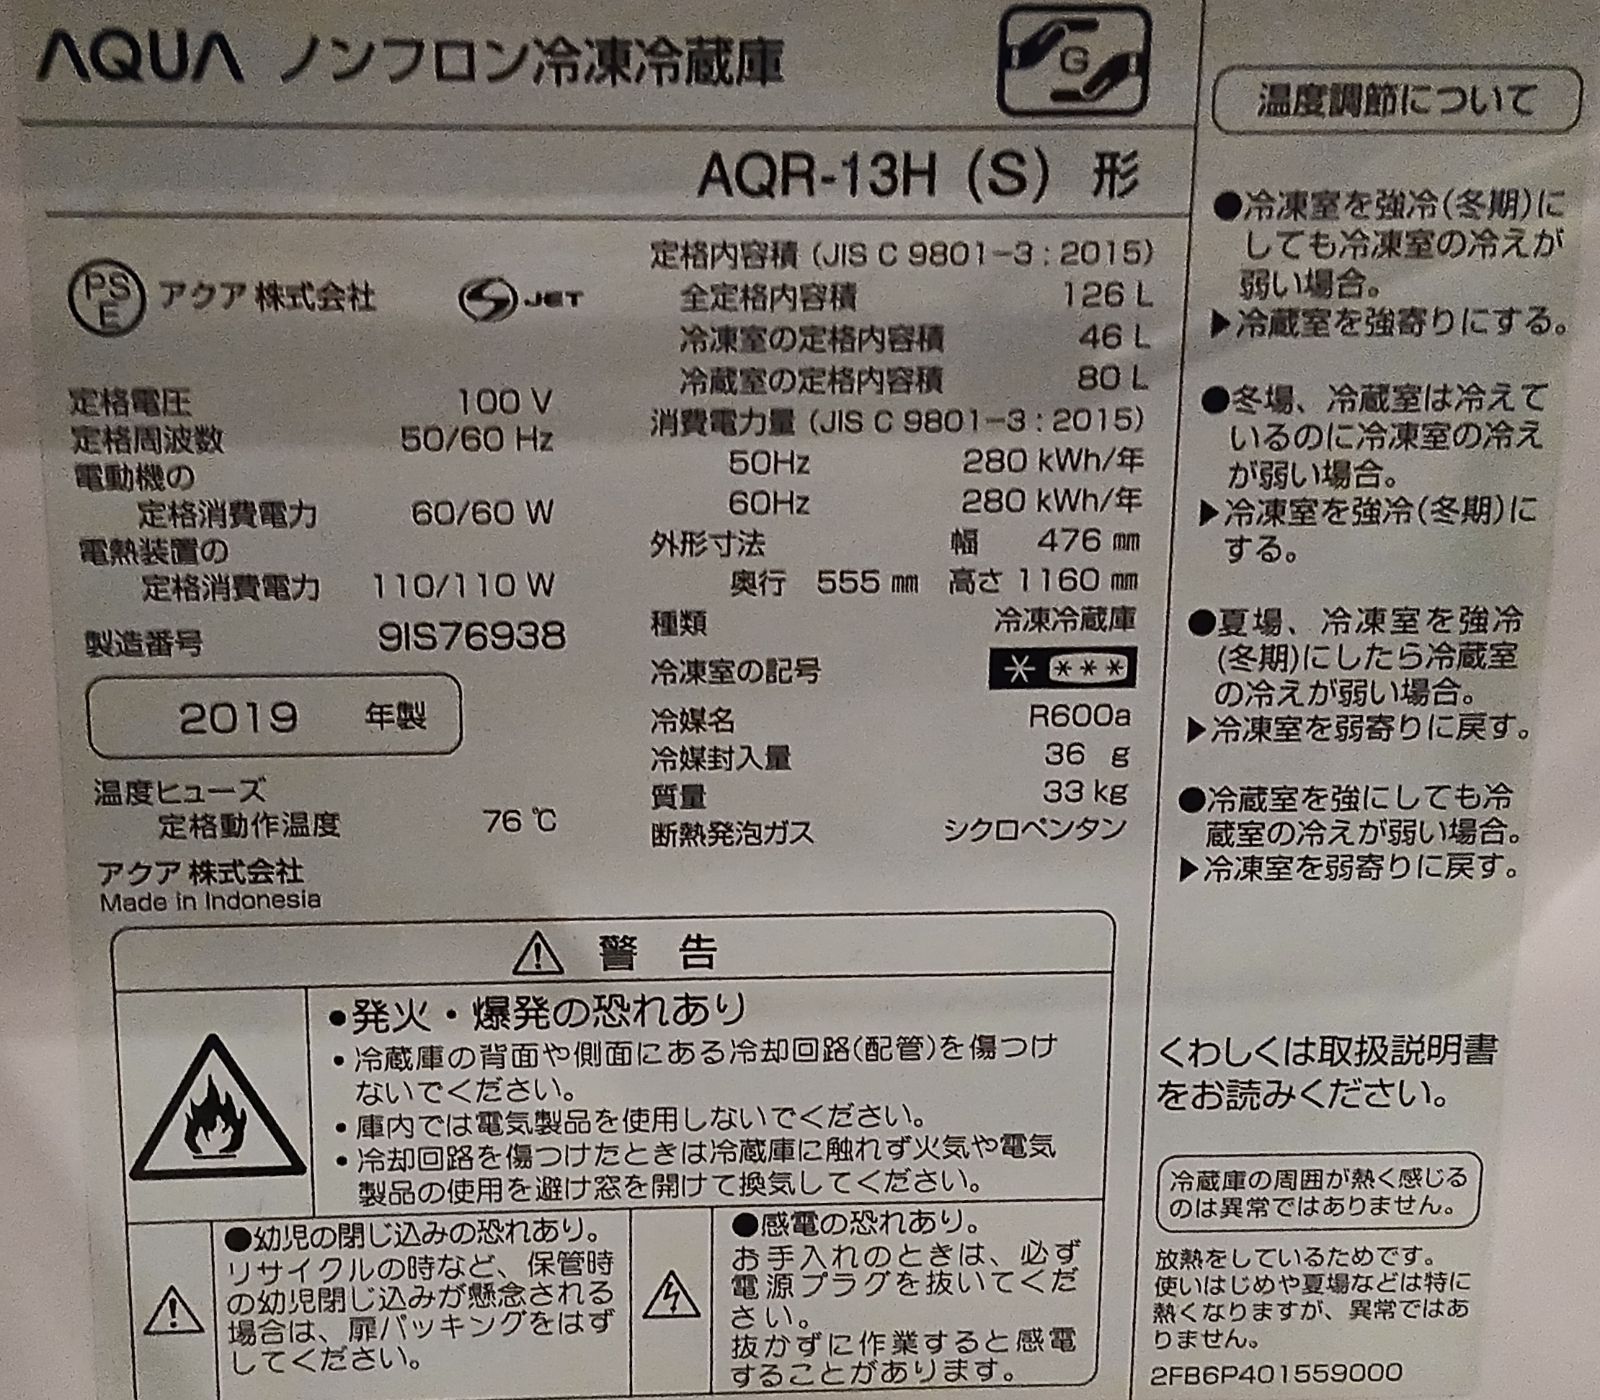 AQUA ノンフロン冷凍冷蔵庫
G
AQR-13H (S) 形
PS
E
アクア 株式会社
S JET
定格電圧 100 V
定格周波数 50/60 Hz
電動機の
定格消費電力 60/60 W
電熱装置の
定格消費電力 110/110 W
製造番号 9IS76938
2019 年製
温度ヒューズ
定格動作温度 76 ℃
アクア 株式会社
Made in Indonesia
定格内容積 (JIS C 9801-3 : 2015)
全定格内容積 126 L
冷凍室の定格内容積 46 L
冷蔵室の定格内容積 80 L
消費電力量 (JIS C 9801-3 : 2015)
50Hz 280 kWh/年
60Hz 280 kWh/年
外形寸法 幅 476 ㎜
奥行 555 ㎜ 高さ 1160 ㎜
種類 冷凍冷蔵庫
冷凍室の記号 * ***
冷媒名 R600a
冷媒封入量 36 g
質量 33 kg
断熱発泡ガス シクロペンタン
⚠ 警告
●発火・爆発の恐れあり
・冷蔵庫の背面や側面にある冷却回路(配管)を傷つけ
ないでください。
・庫内では電気製品を使用しないでください。
・冷却回路を傷つけたときは冷蔵庫に触れず火気や電気
製品の使用を避け窓を開けて換気してください。
●幼児の閉じ込みの恐れあり。
リサイクルの時など、保管時
の幼児閉じ込みが懸念される
場合は、扉パッキングをはず
してください。
●感電の恐れあり。
お手入れのときは、必ず
電源プラグを抜いてくだ
さい。
抜かずに作業すると感電
することがあります。
温度調節について
●冷凍室を強冷(冬期)に
しても冷凍室の冷えが
弱い場合。
▶冷蔵室を強寄りにする。
●冬場、冷蔵室は冷えて
いるのに冷凍室の冷え
が弱い場合。
▶冷凍室を強冷(冬期)に
する。
●夏場、冷凍室を強冷
(冬期)にしたら冷蔵室
の冷えが弱い場合。
▶冷凍室を弱寄りに戻す。
●冷蔵室を強にしても冷
蔵室の冷えが弱い場合。
▶冷凍室を弱寄りに戻す。
くわしくは取扱説明書
をお読みください。
冷蔵庫の周囲が熱く感じる
のは異常ではありません。
放熱をしているためです。
使いはじめや夏場などは特に
熱くなりますが、異常ではあ
りません。
2FB6P401559000